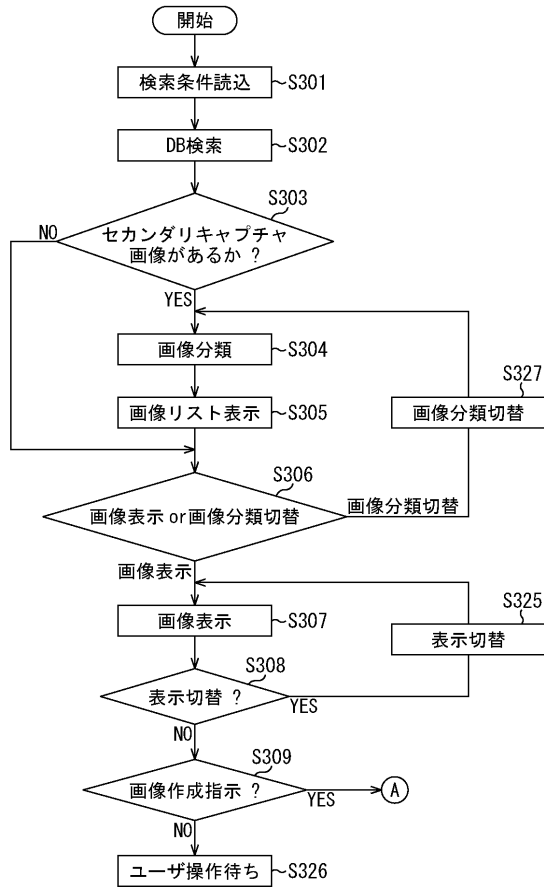 開始
検索条件読込
S301
DB検索
S302
S303
セカンダリキャプチャ
画像があるか ?
NO
YES
画像分類
S304
S327
画像分類切替
画像リスト表示
S305
S306
画像表示or画像分類切替
画像分類切替
画像表示
画像表示
S307
S325
表示切替
S308
表示切替 ?
YES
NO
S309
画像作成指示 ?
YES
A
NO
ユーザ操作待ち
S326